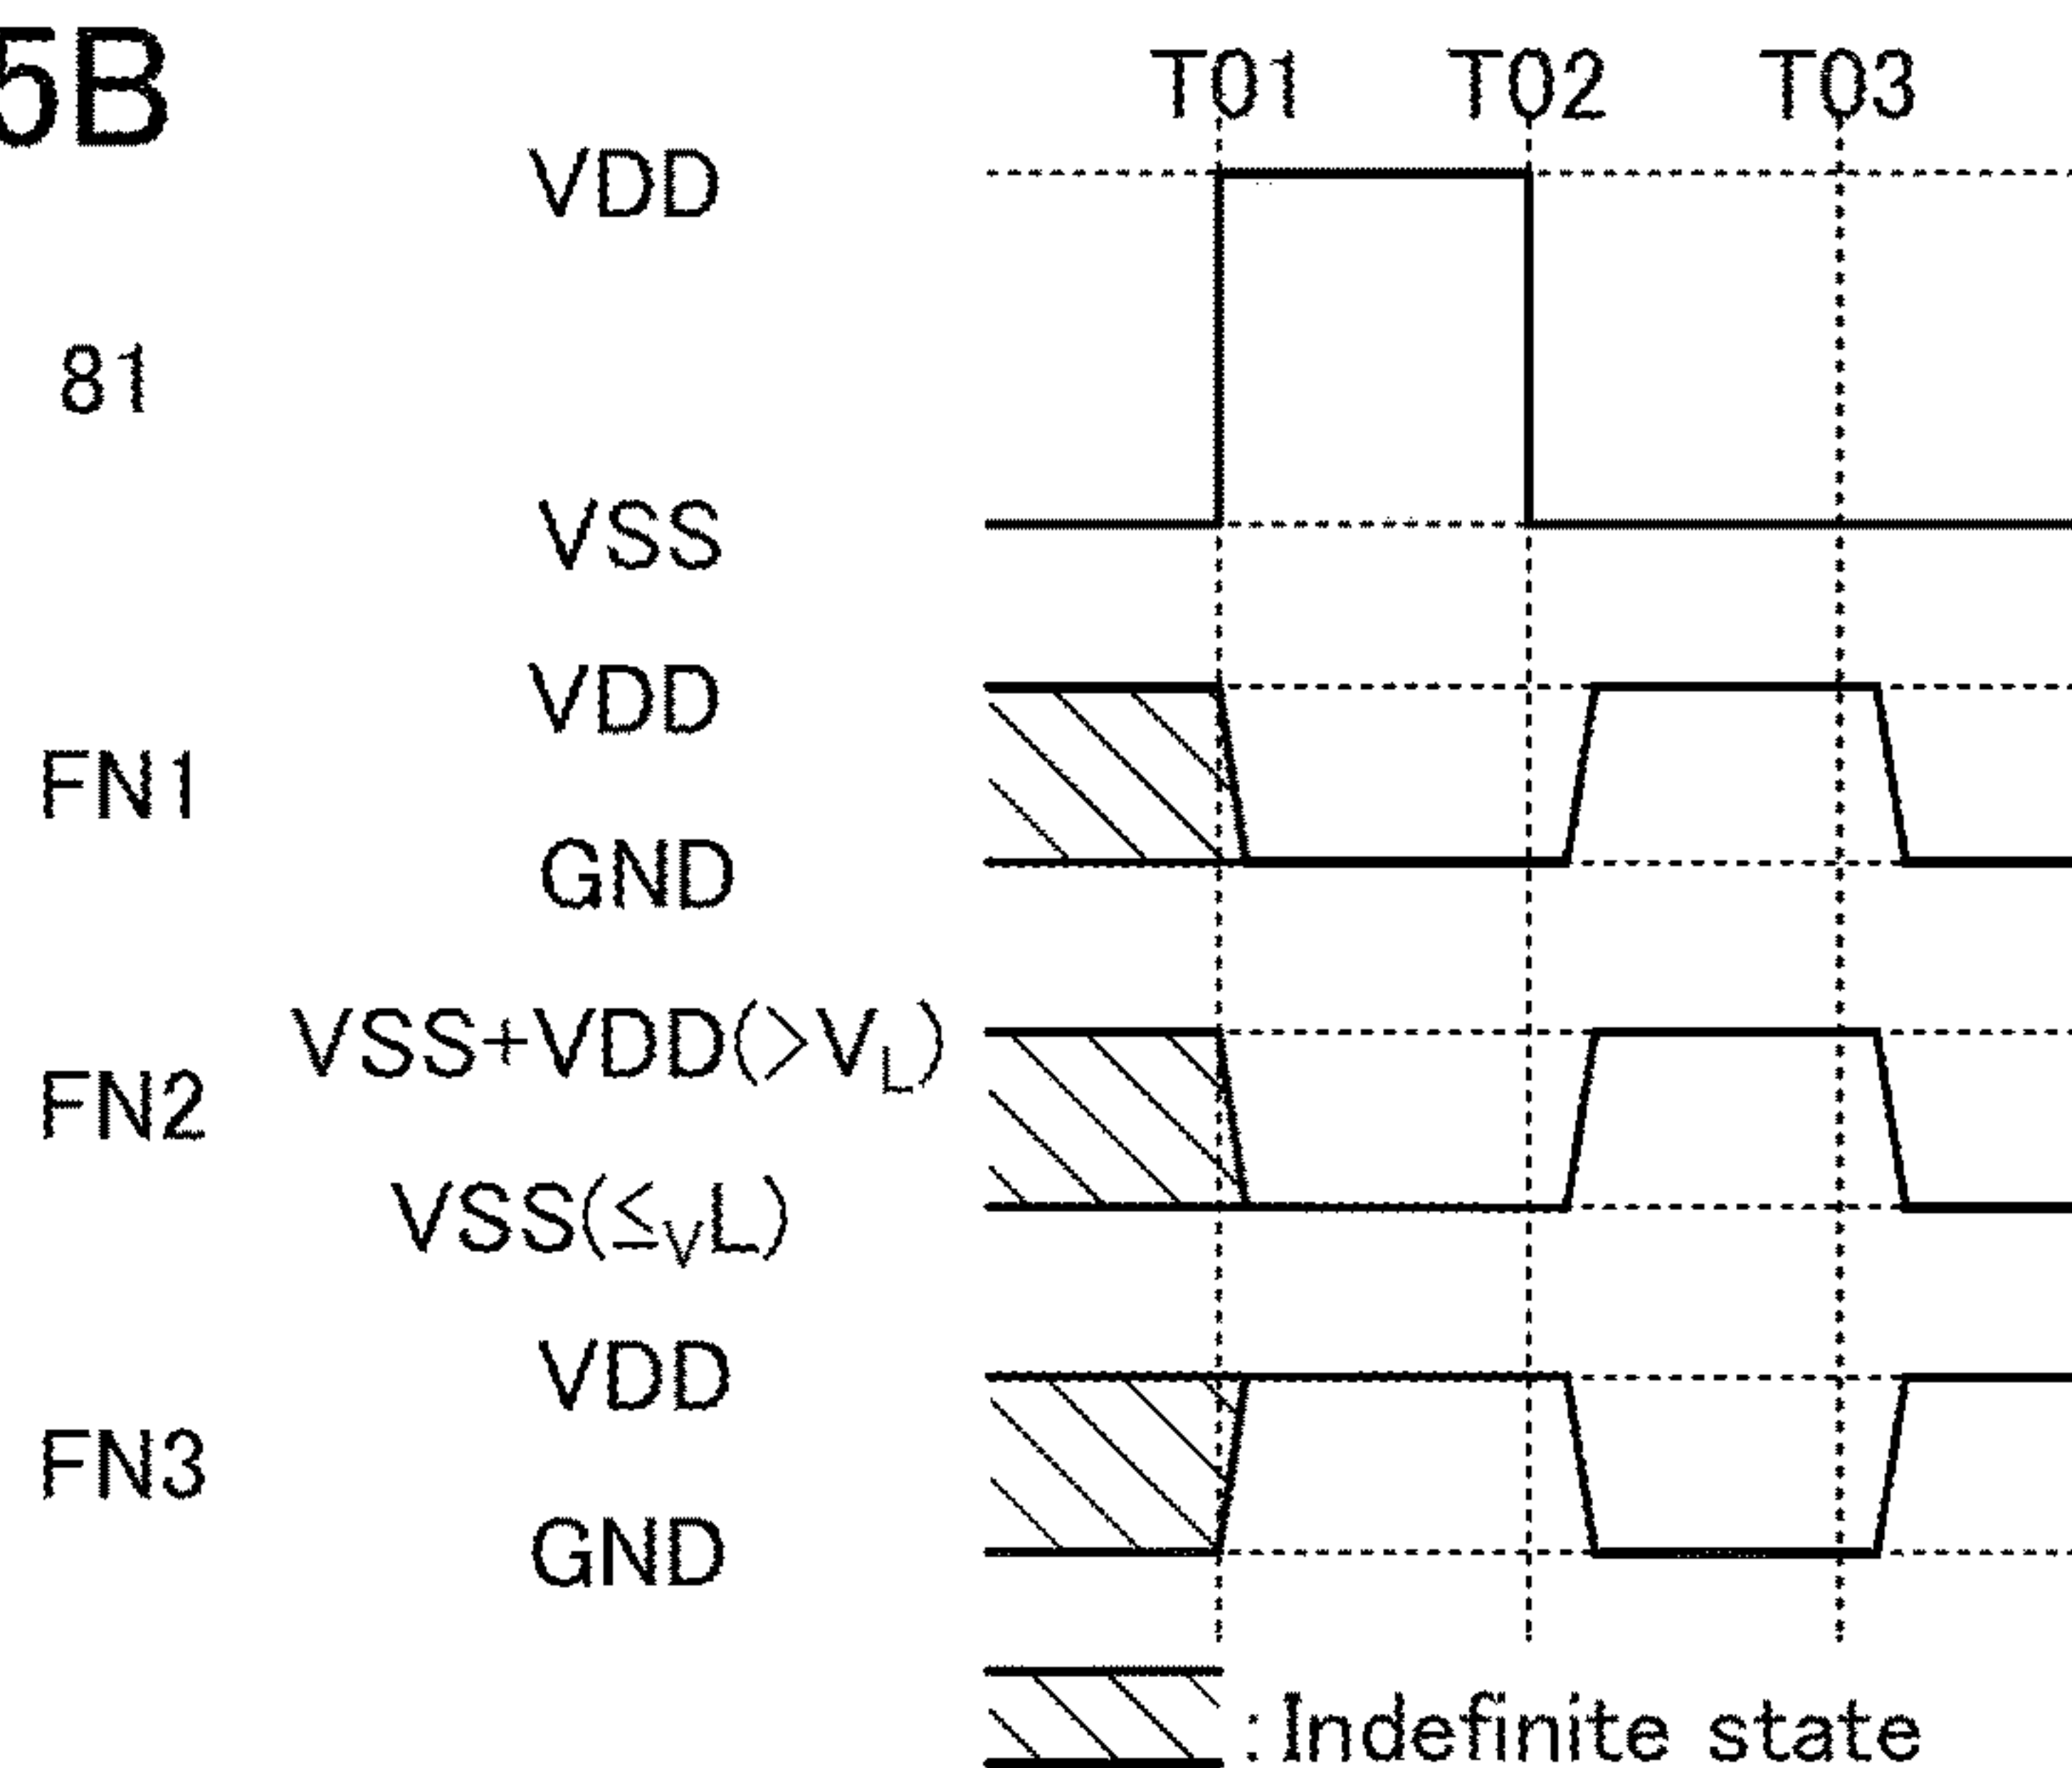 5B
T01 T02 T03
VDD
81
VSS
VDD
FN1
GND
VSS+VDD(>VL)
FN2
VSS(≤VL)
VDD
FN3
GND
: Indefinite state